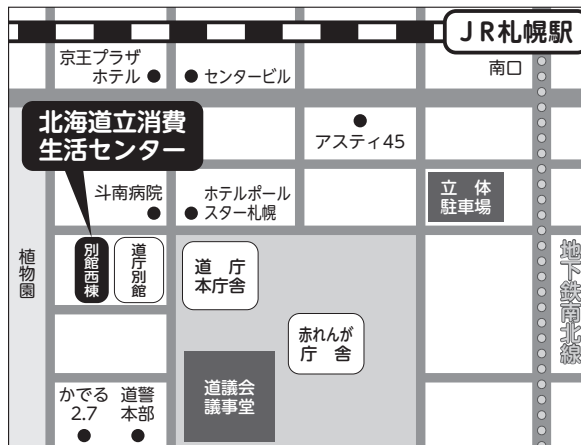 JR札幌駅
京王プラザ
ホテル
センタービル
南口
北海道立消費
生活センター
アスティ45
斗南病院
ホテルポール
スター札幌
立体
駐車場
植物園
別館西棟
道庁別館
道庁
本庁舎
地下鉄南北線
赤れんが
庁舎
道議会
議事堂
かでる
2.7
道警
本部